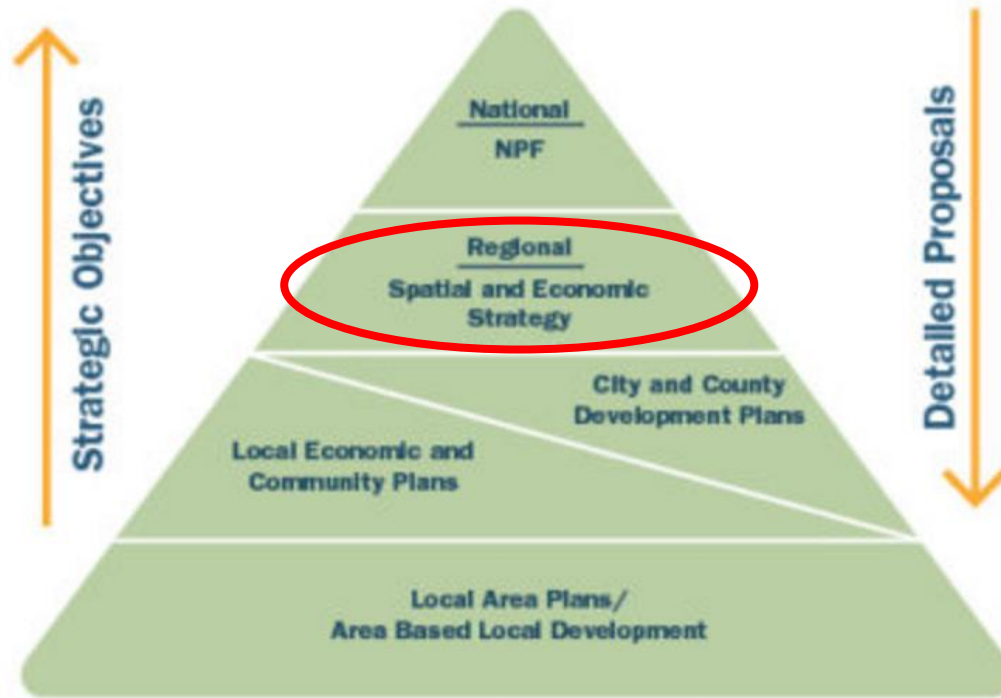 Strategic Objectives
National
NPF
Regional
Spatial and Economic
Strategy
City and County
Development Plans
Local Economic and
Community Plans
Local Area Plans/
Area Based Local Development
Detailed Proposals